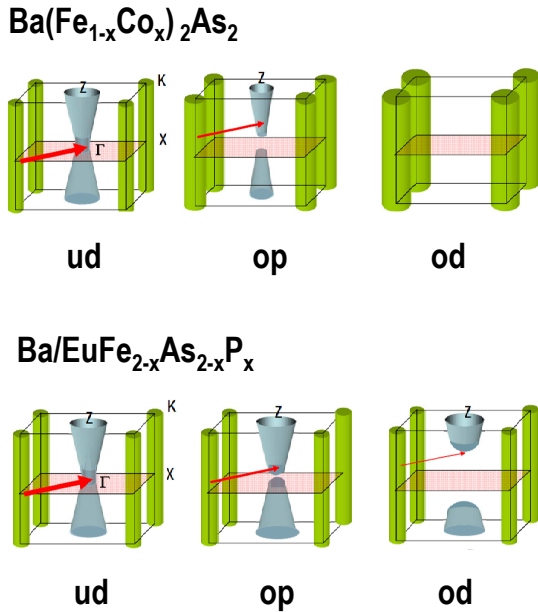 Ba(Fe₁₋ₓCoₓ)₂As₂
Z K Z
X
Γ
ud op od
Ba/EuFe₂₋ₓAs₂₋ₓPₓ
Z K Z Z
X
Γ
ud op od